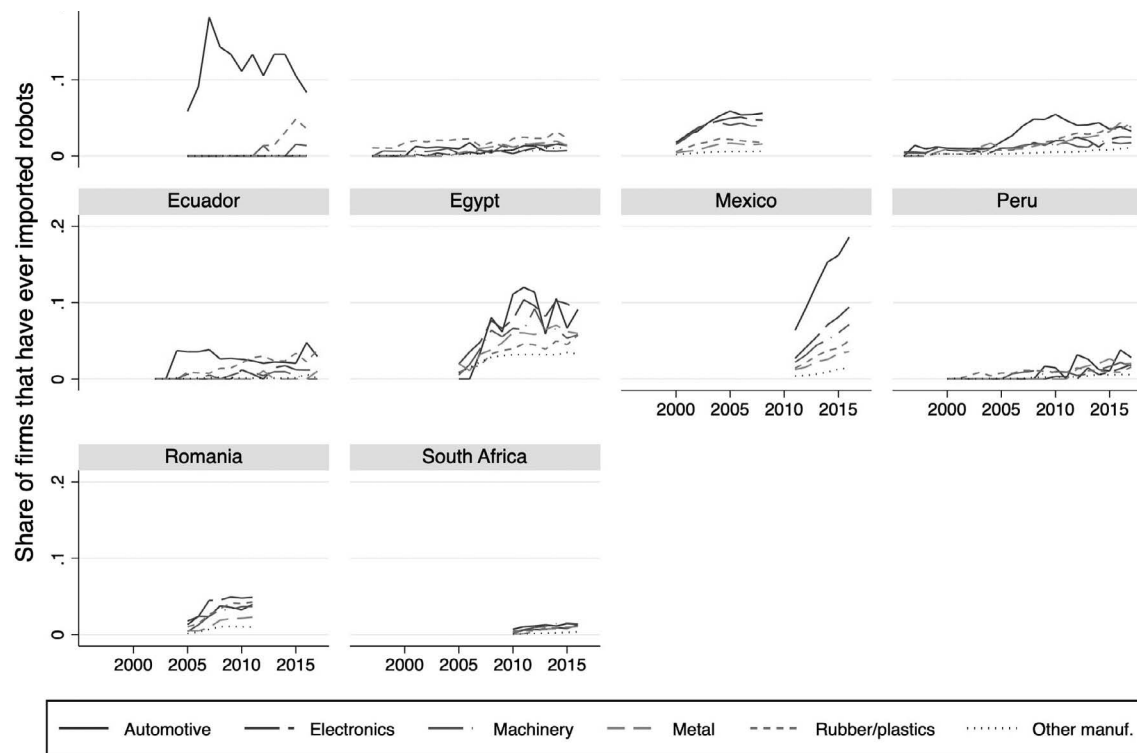 Share of firms that have ever imported robots
.1
0
Ecuador Egypt Mexico Peru
.2
.1
0
2000 2005 2010 2015 2000 2005 2010 2015
Romania South Africa
.2
.1
0
2000 2005 2010 2015 2000 2005 2010 2015
Automotive Electronics Machinery Metal Rubber/plastics Other manuf.